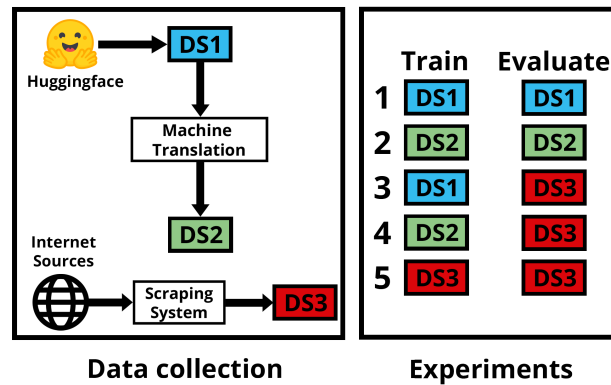 DS1
Huggingface
Machine
Translation
DS2
Internet
Sources
Scraping
System
DS3
Data collection
Train Evaluate
1 DS1 DS1
2 DS2 DS2
3 DS1 DS3
4 DS2 DS3
5 DS3 DS3
Experiments